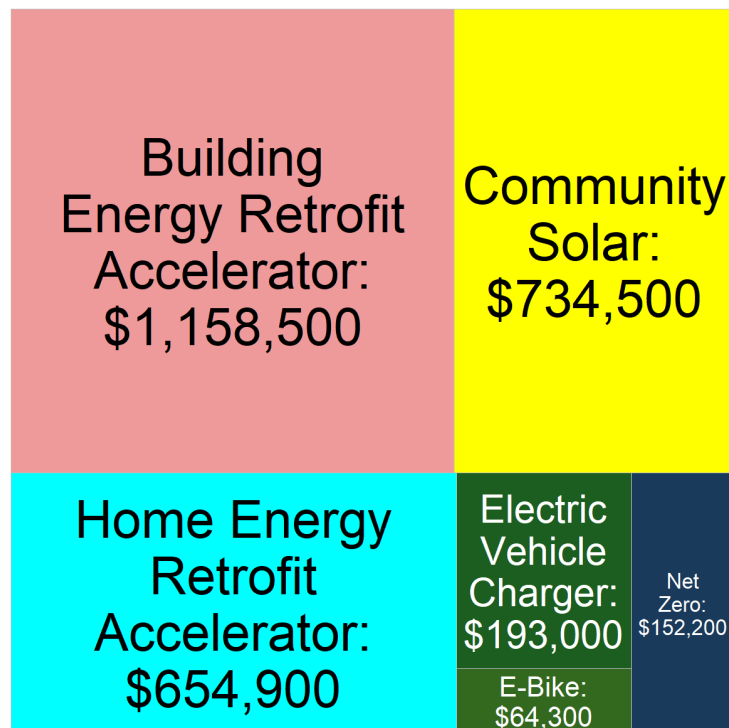 Building
Energy Retrofit
Accelerator:
$1,158,500
Community
Solar:
$734,500
Home Energy
Retrofit
Accelerator:
$654,900
Electric
Vehicle
Charger:
$193,000
Net
Zero:
$152,200
E-Bike:
$64,300